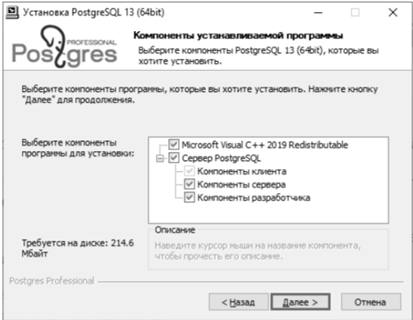 Установка PostgreSQL 13 (64bit)
PROFESSIONAL
Postgres
Компоненты устанавливаемой программы
Выберите компоненты PostgreSQL 13 (64bit), которые вы
хотите установить.
Выберите компоненты программы, которые вы хотите установить. Нажмите кнопку
"Далее" для продолжения.
Выберите компоненты
программы для установки:
Microsoft Visual C++ 2019 Redistributable
Сервер PostgreSQL
Компоненты клиента
Компоненты сервера
Компоненты разработчика
Требуется на диске: 214.6
Мбайт
Описание
Наведите курсор мыши на название компонента,
чтобы прочесть его описание.
Postgres Professional
< Назад
Далее >
Отмена